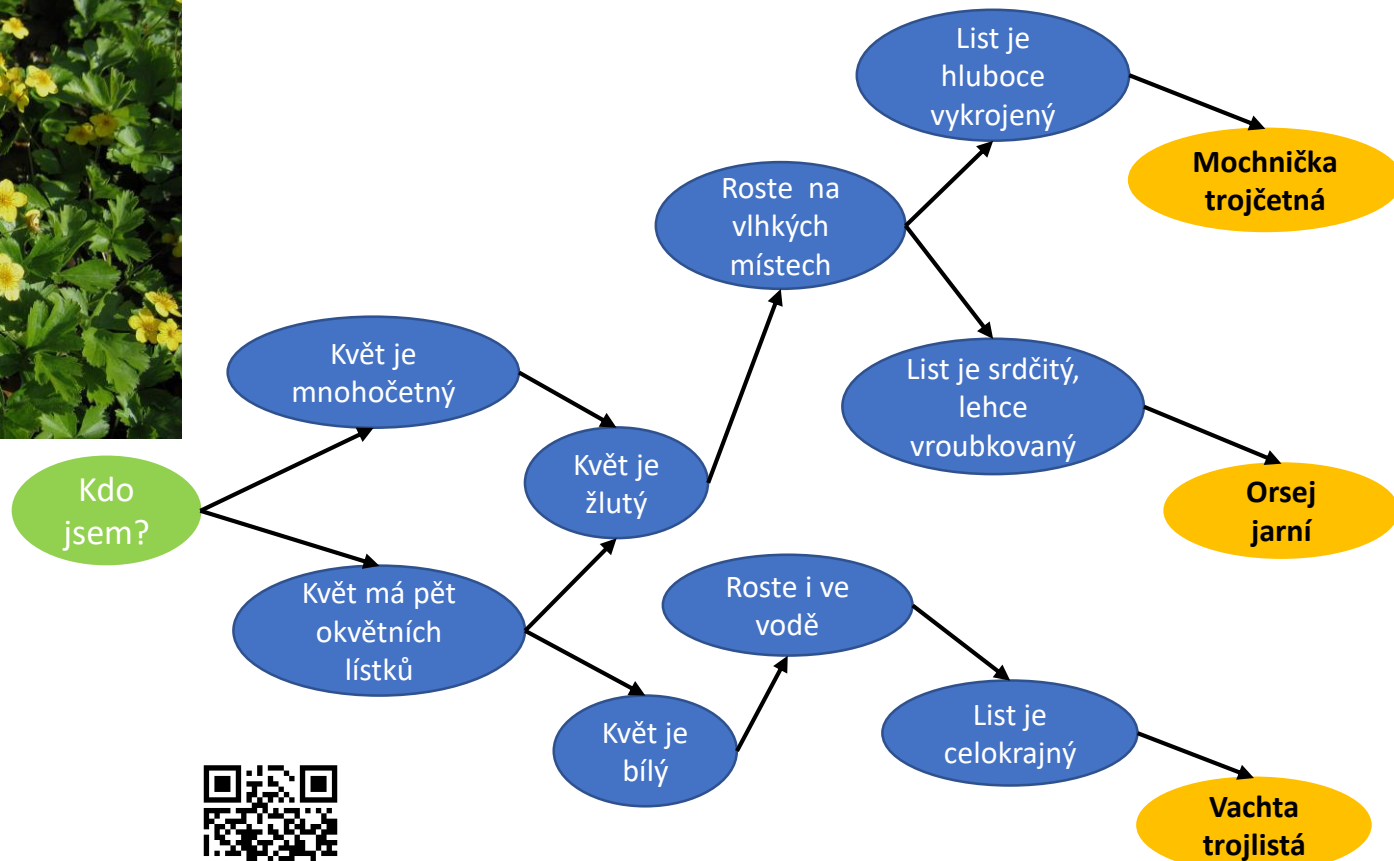 Kdo
jsem?
Květ je
mnohočetný
Květ má pět
okvětních
lístků
Květ je
žlutý
Květ je
bílý
Roste na
vlhkých
místech
Roste i ve
vodě
List je
hluboce
vykrojený
List je srdčitý,
lehce
vroubkovaný
List je
celokrajný
Mochnička
trojčetná
Orsej
jarní
Vachta
trojlistá